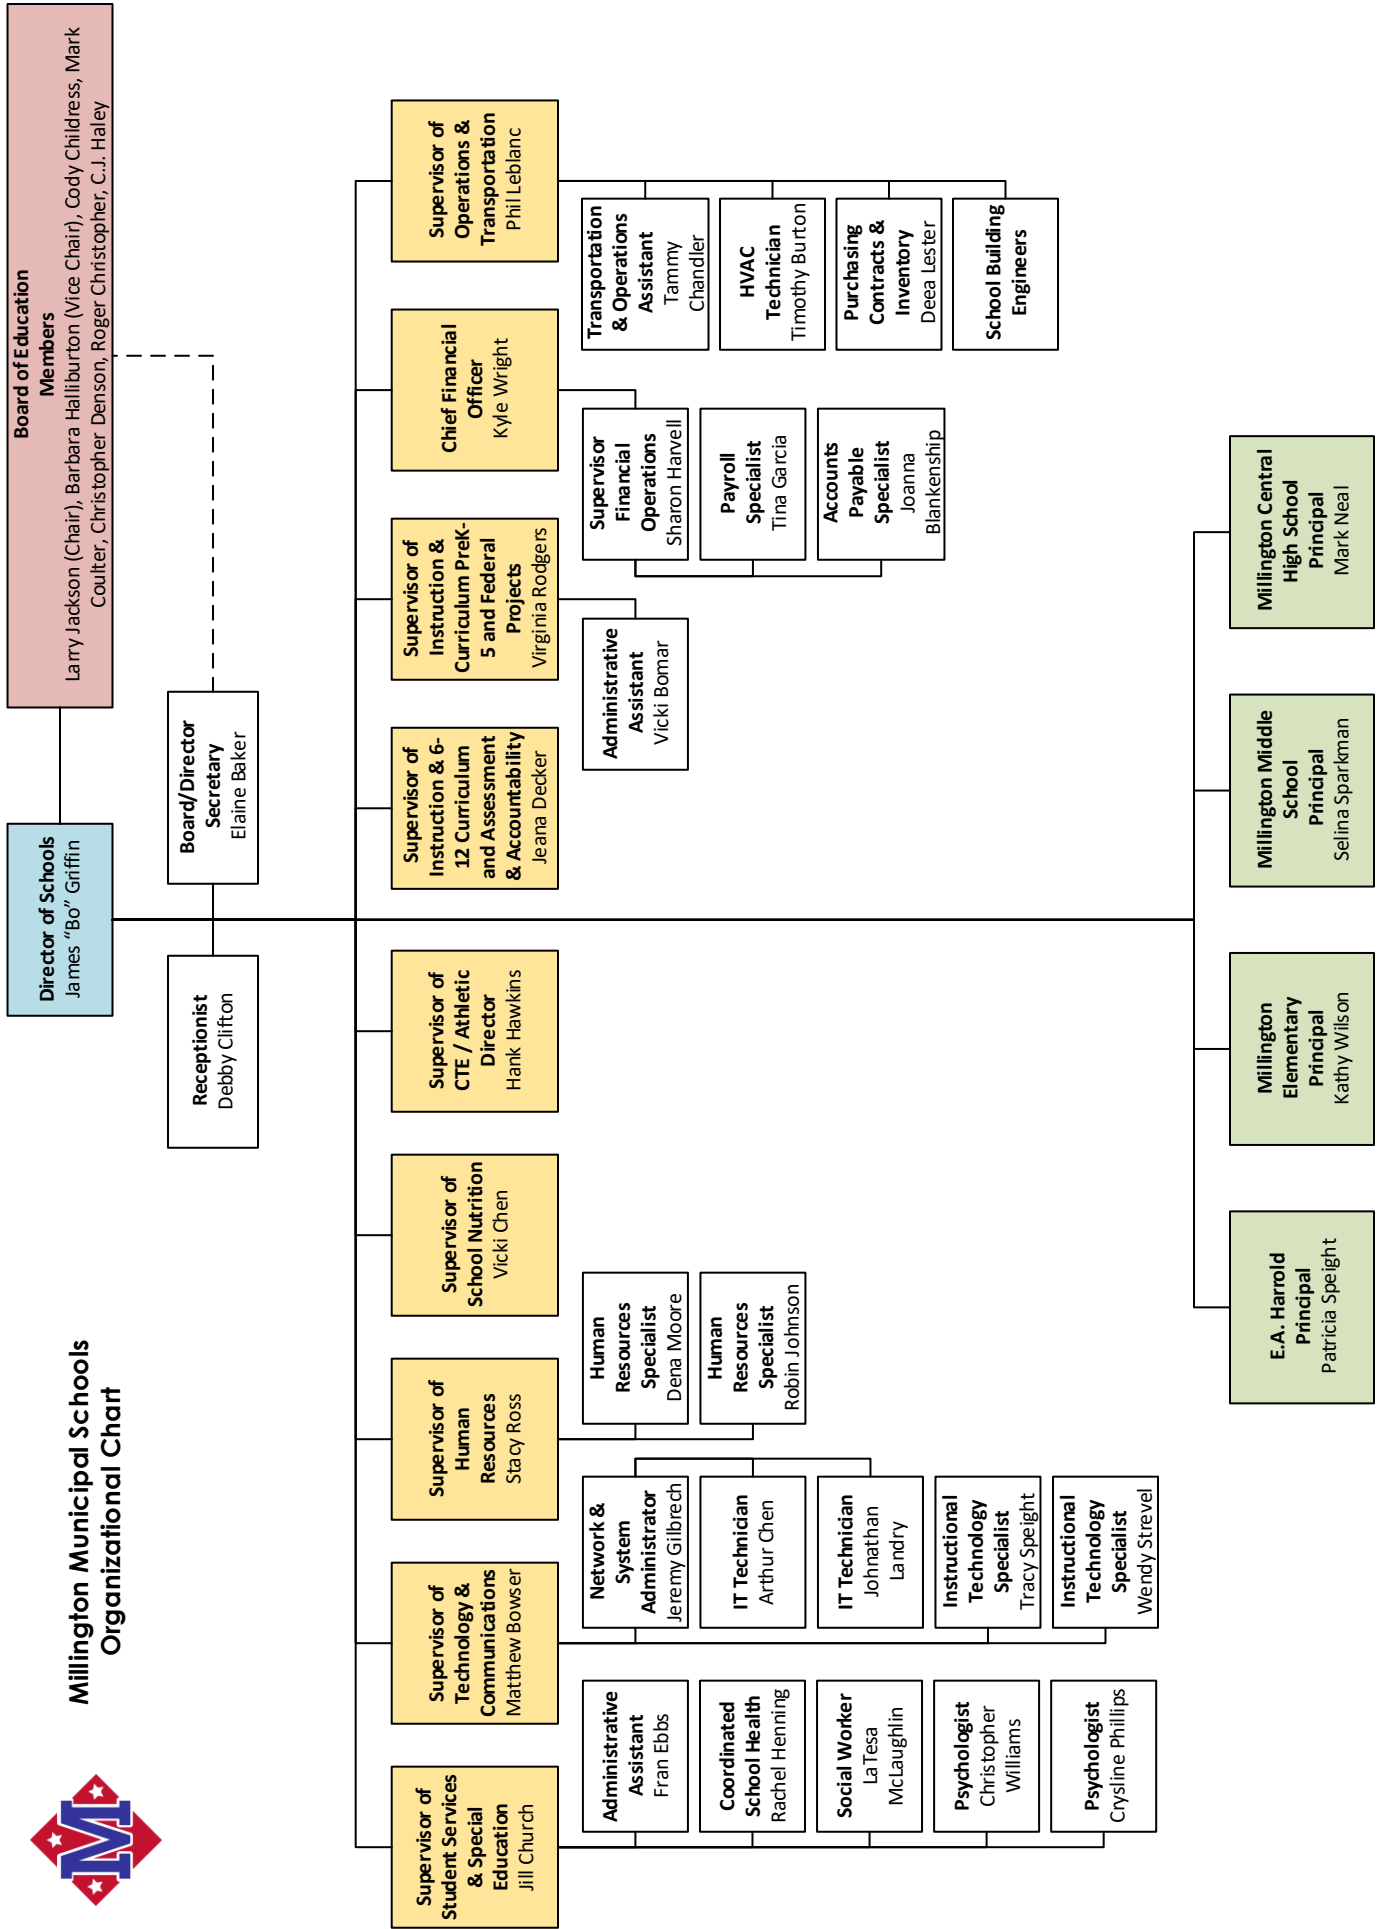 Millington Municipal Schools
Organizational Chart
M
Director of Schools
James “Bo” Griffin
Board of Education
Members
Larry Jackson (Chair), Barbara Halliburton (Vice Chair), Cody Childress, Mark
Coulter, Christopher Denson, Roger Christopher, C.J. Haley
Receptionist
Debby Clifton
Board/Director
Secretary
Elaine Baker
Supervisor of
Student Services
& Special
Education
Jill Church
Supervisor of
Technology &
Communications
Matthew Bowser
Supervisor of
Human
Resources
Stacy Ross
Supervisor of
School Nutrition
Vicki Chen
Supervisor of
CTE / Athletic
Director
Hank Hawkins
Supervisor of
Instruction & 6-
12 Curriculum
and Assessment
& Accountability
Jeana Decker
Supervisor of
Instruction &
Curriculum PreK-
5 and Federal
Projects
Virginia Rodgers
Chief Financial
Officer
Kyle Wright
Supervisor of
Operations &
Transportation
Phil Leblanc
Administrative
Assistant
Fran Ebbs
Coordinated
School Health
Rachel Henning
Social Worker
LaTesa
McLaughlin
Psychologist
Christopher
Williams
Psychologist
Crysline Phillips
Network &
System
Administrator
Jeremy Gilbrech
IT Technician
Arthur Chen
IT Technician
Johnathan
Landry
Instructional
Technology
Specialist
Tracy Speight
Instructional
Technology
Specialist
Wendy Strevel
Human
Resources
Specialist
Dena Moore
Human
Resources
Specialist
Robin Johnson
Administrative
Assistant
Vicki Bomar
Supervisor
Financial
Operations
Sharon Harvell
Payroll
Specialist
Tina Garcia
Accounts
Payable
Specialist
Joanna
Blankenship
Transportation
& Operations
Assistant
Tammy
Chandler
HVAC
Technician
Timothy Burton
Purchasing
Contracts &
Inventory
Deea Lester
School Building
Engineers
E.A. Harrold
Principal
Patricia Speight
Millington
Elementary
Principal
Kathy Wilson
Millington Middle
School
Principal
Selina Sparkman
Millington Central
High School
Principal
Mark Neal